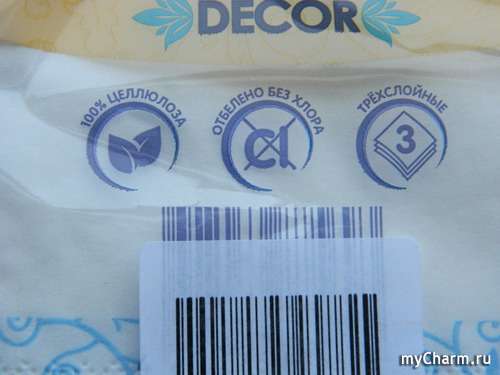 DECOR
100% ЦЕЛЛЮЛОЗА
ОТБЕЛЕНО БЕЗ ХЛОРА
Cl
ТРЁХСЛОЙНЫЕ
3
myCharm.ru